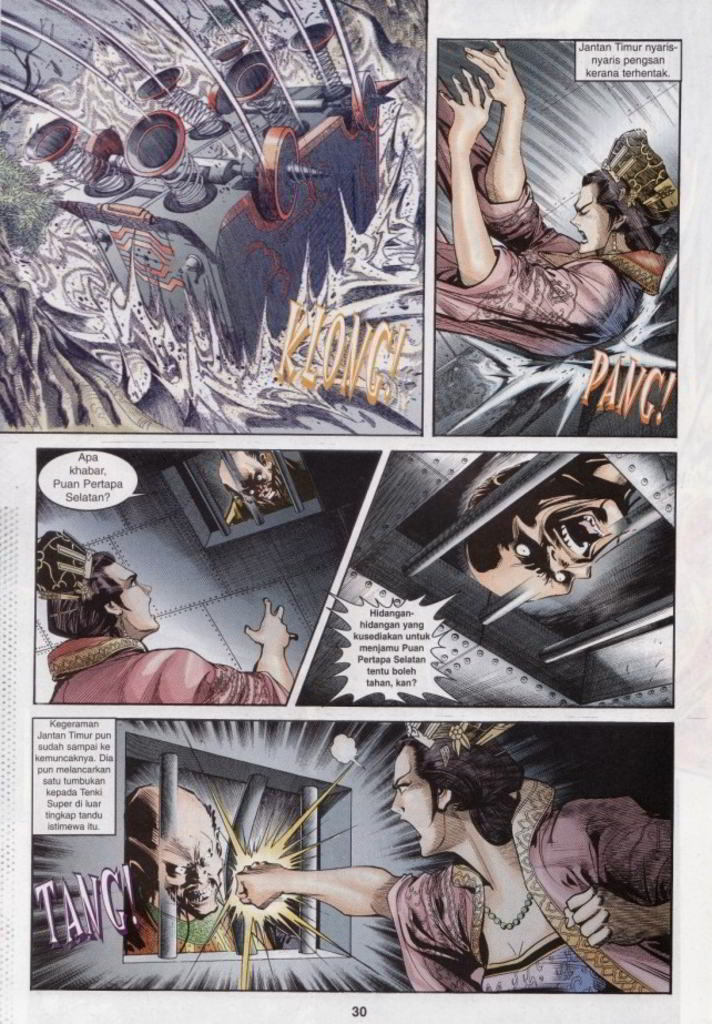 Jantan Timur nyaris-
nyaris pengsan
kerana terhentak.
KLONG!
PANG!
Apa
khabar,
Puan Pertapa
Selatan?
Hidangan-
hidangan yang
kusediakan untuk
menjamu Puan
Pertapa Selatan
tentu boleh
tahan, kan?
Kegeraman
Jantan Timur pun
sudah sampai ke
kemuncaknya. Dia
pun melancarkan
satu tumbukan
kepada Tenki
Super di luar
tingkap tandu
istimewa itu.
TANG!
30